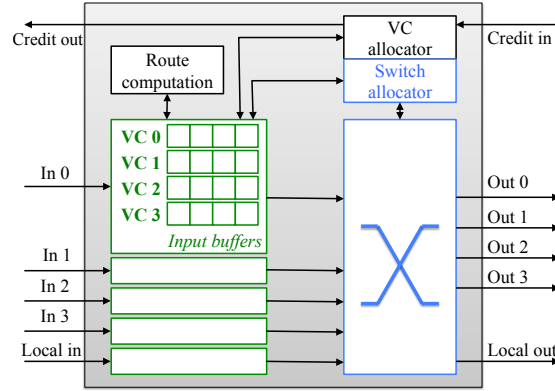 Credit out
VC
allocator
Credit in
Route
computation
Switch
allocator
VC 0
VC 1
VC 2
VC 3
Input buffers
In 0
In 1
In 2
In 3
Local in
Out 0
Out 1
Out 2
Out 3
Local out